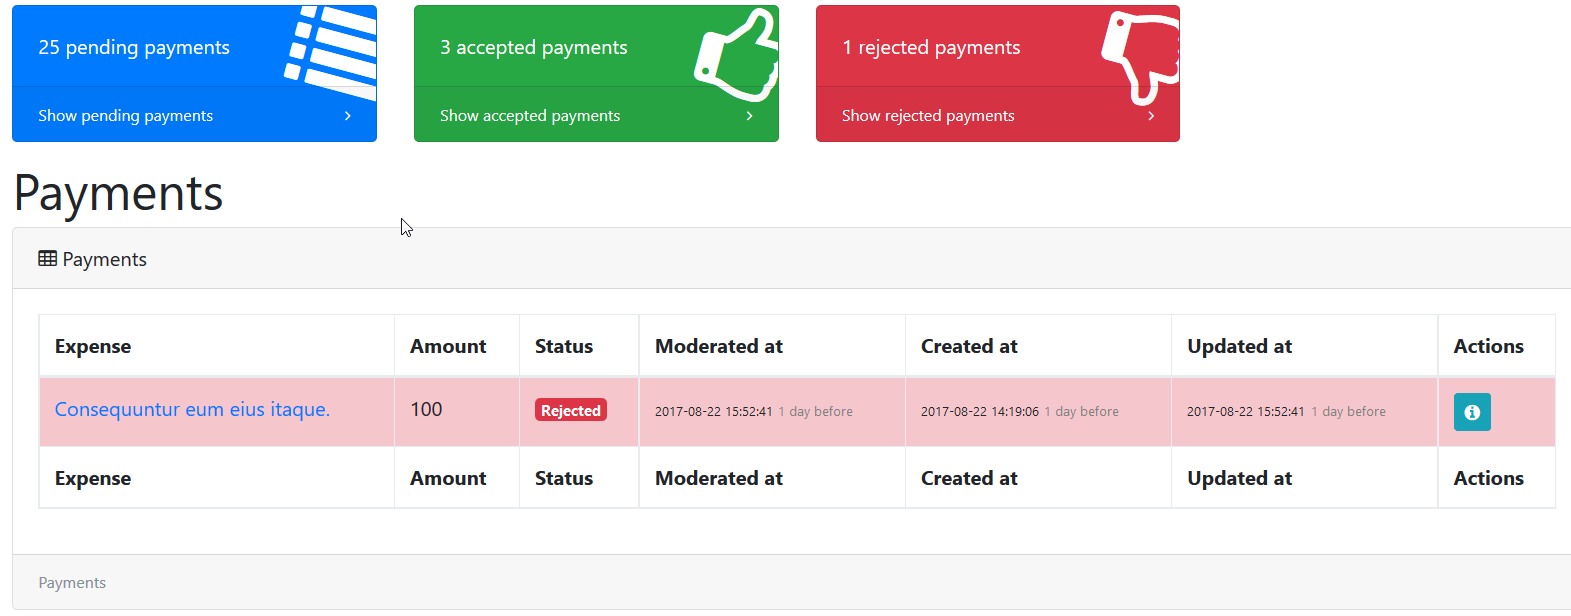 25 pending payments
3 accepted payments
1 rejected payments
Show pending payments
Show accepted payments
Show rejected payments
Payments
Payments
Expense Amount Status Moderated at Created at Updated at Actions
Consequuntur eum eius itaque. 100 Rejected 2017-08-22 15:52:41 1 day before 2017-08-22 14:19:06 1 day before 2017-08-22 15:52:41 1 day before
Expense Amount Status Moderated at Created at Updated at Actions
Payments